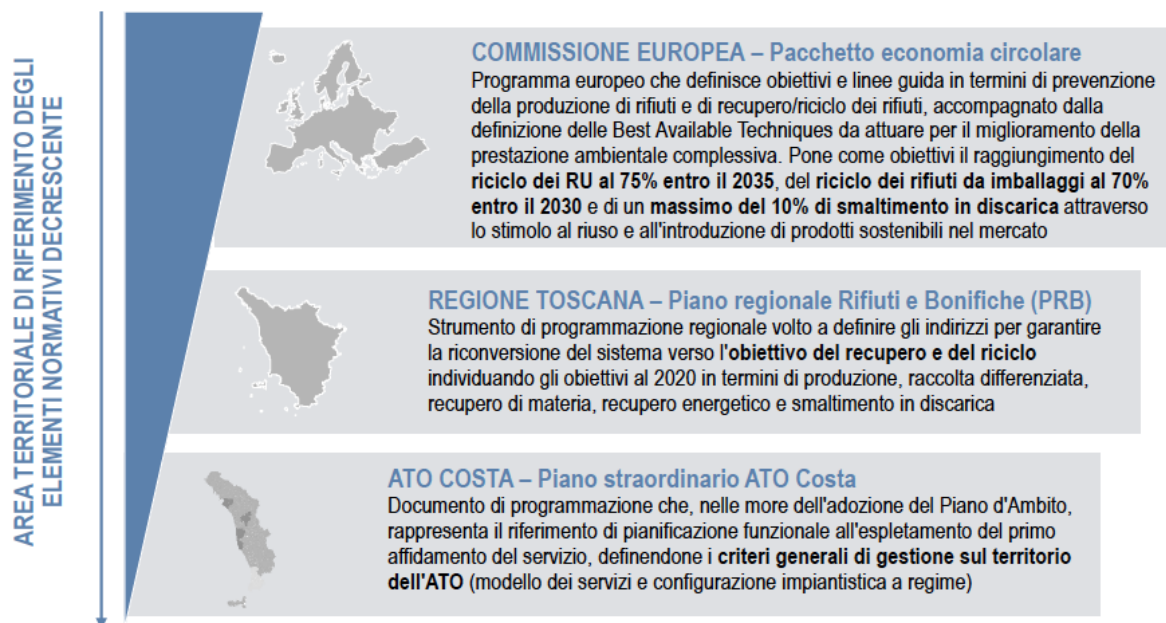 AREA TERRITORIALE DI RIFERIMENTO DEGLI
ELEMENTI NORMATIVI DECRESCENTE
COMMISSIONE EUROPEA – Pacchetto economia circolare
Programma europeo che definisce obiettivi e linee guida in termini di prevenzione
della produzione di rifiuti e di recupero/riciclo dei rifiuti, accompagnato dalla
definizione delle Best Available Techniques da attuare per il miglioramento della
prestazione ambientale complessiva. Pone come obiettivi il raggiungimento del
riciclo dei RU al 75% entro il 2035, del riciclo dei rifiuti da imballaggi al 70%
entro il 2030 e di un massimo del 10% di smaltimento in discarica attraverso
lo stimolo al riuso e all'introduzione di prodotti sostenibili nel mercato
REGIONE TOSCANA – Piano regionale Rifiuti e Bonifiche (PRB)
Strumento di programmazione regionale volto a definire gli indirizzi per garantire
la riconversione del sistema verso l'obiettivo del recupero e del riciclo
individuando gli obiettivi al 2020 in termini di produzione, raccolta differenziata,
recupero di materia, recupero energetico e smaltimento in discarica
ATO COSTA – Piano straordinario ATO Costa
Documento di programmazione che, nelle more dell'adozione del Piano d'Ambito,
rappresenta il riferimento di pianificazione funzionale all'espletamento del primo
affidamento del servizio, definendone i criteri generali di gestione sul territorio
dell'ATO (modello dei servizi e configurazione impiantistica a regime)